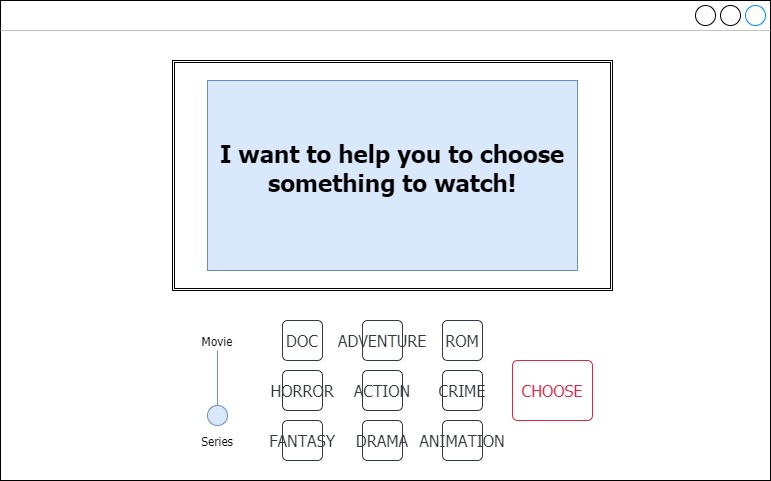 I want to help you to choose
something to watch!
Movie
DOC ADVENTURE ROM
HORROR ACTION CRIME
CHOOSE
Series
FANTASY DRAMA ANIMATION